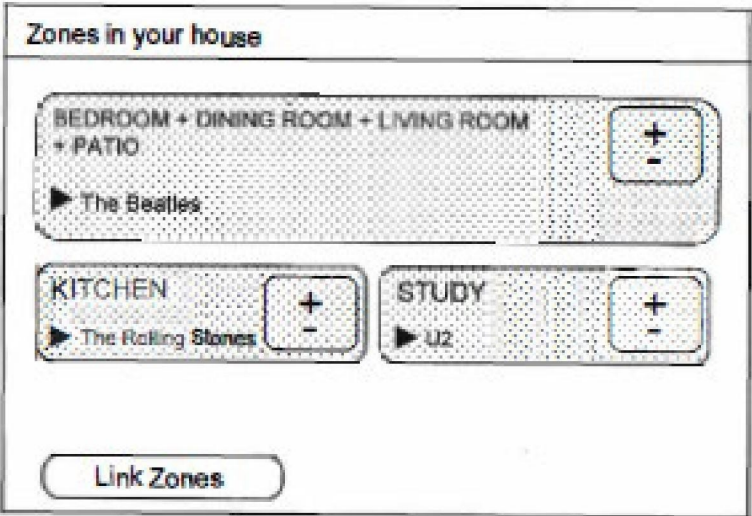 Zones in your house
BEDROOM + DINING ROOM + LIVING ROOM
+ PATIO
The Beatles
+
-
KITCHEN
The Rolling Stones
+
-
STUDY
U2
+
-
Link Zones